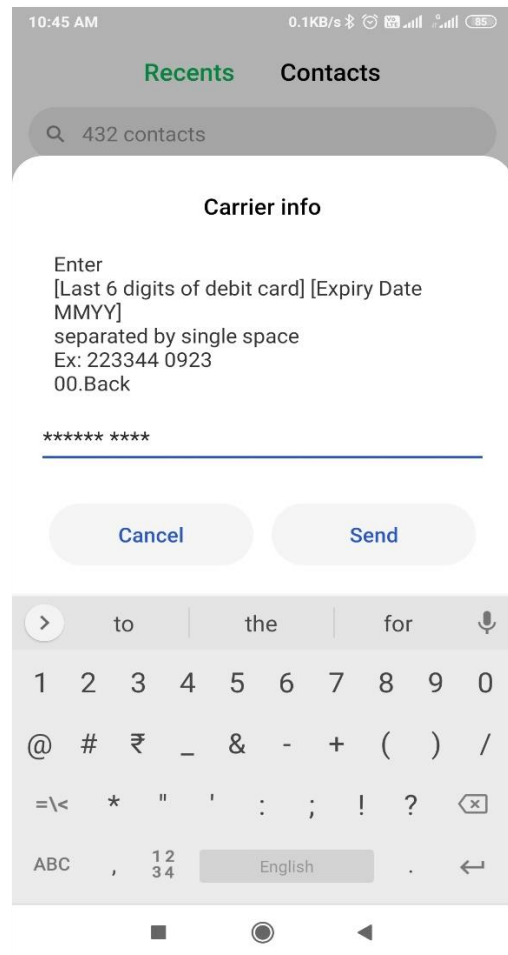 10:45 AM 0.1KB/s 85
Recents Contacts
432 contacts
Carrier info
Enter
[Last 6 digits of debit card] [Expiry Date
MMYY]
separated by single space
Ex: 223344 0923
00.Back
****** ****
Cancel Send
to the for
1 2 3 4 5 6 7 8 9 0
@ # ₹ _ & - + ( ) /
=\< * " ' : ; ! ?
ABC , 12 English .
34